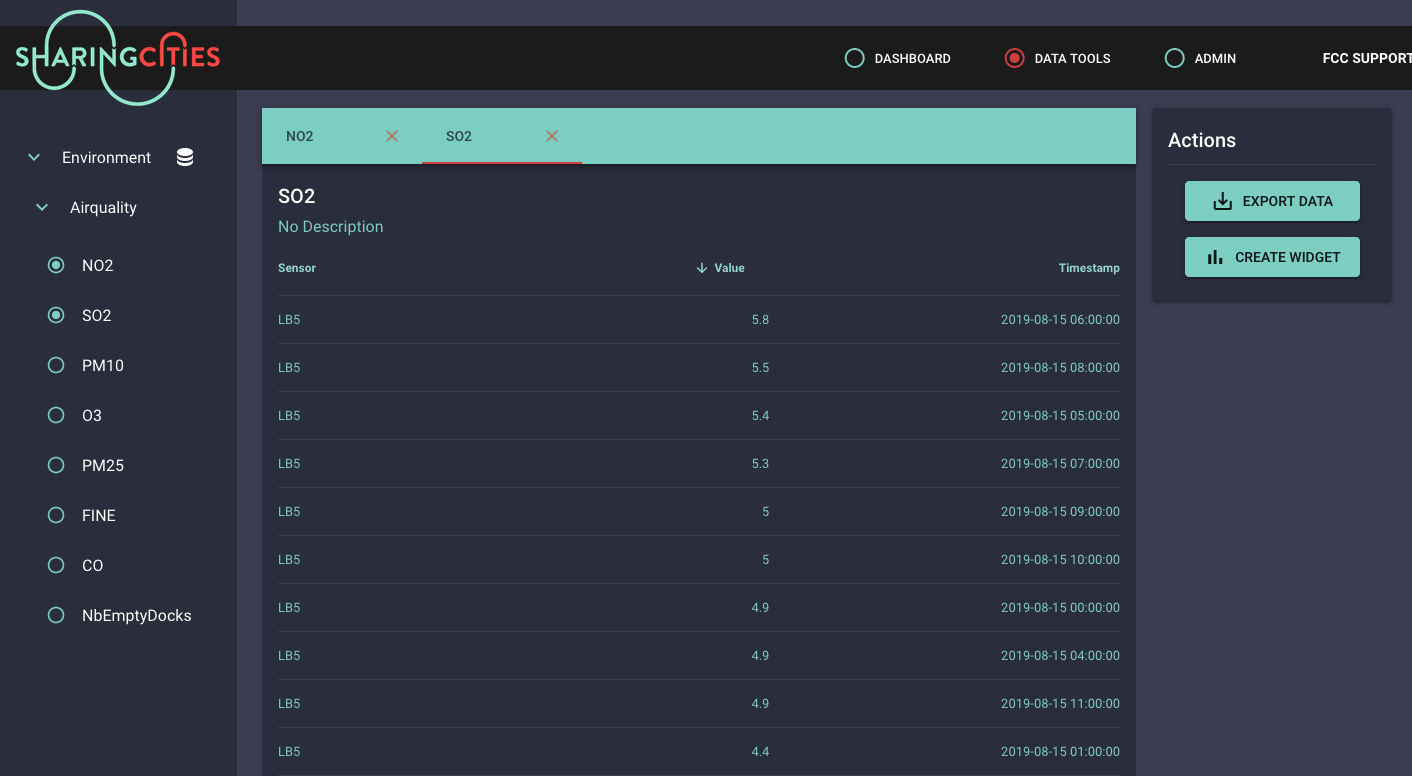 SHARINGCITIES
DASHBOARD
DATA TOOLS
ADMIN
FCC SUPPORT
Environment
Airquality
NO2
SO2
PM10
O3
PM25
FINE
CO
NbEmptyDocks
NO2 SO2
SO2
No Description
Sensor Value Timestamp
LB5 5.8 2019-08-15 06:00:00
LB5 5.5 2019-08-15 08:00:00
LB5 5.4 2019-08-15 05:00:00
LB5 5.3 2019-08-15 07:00:00
LB5 5 2019-08-15 09:00:00
LB5 5 2019-08-15 10:00:00
LB5 4.9 2019-08-15 00:00:00
LB5 4.9 2019-08-15 04:00:00
LB5 4.9 2019-08-15 11:00:00
LB5 4.4 2019-08-15 01:00:00
Actions
EXPORT DATA
CREATE WIDGET